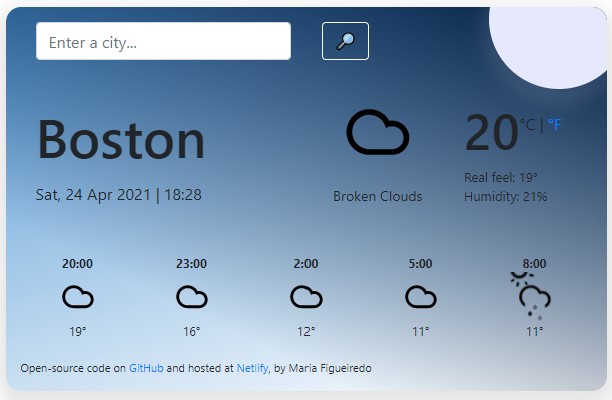 Enter a city...
Boston
Sat, 24 Apr 2021 | 18:28
Broken Clouds
20°C | °F
Real feel: 19°
Humidity: 21%
20:00 23:00 2:00 5:00 8:00
19° 16° 12° 11° 11°
Open-source code on GitHub and hosted at Netlify, by Maria Figueiredo